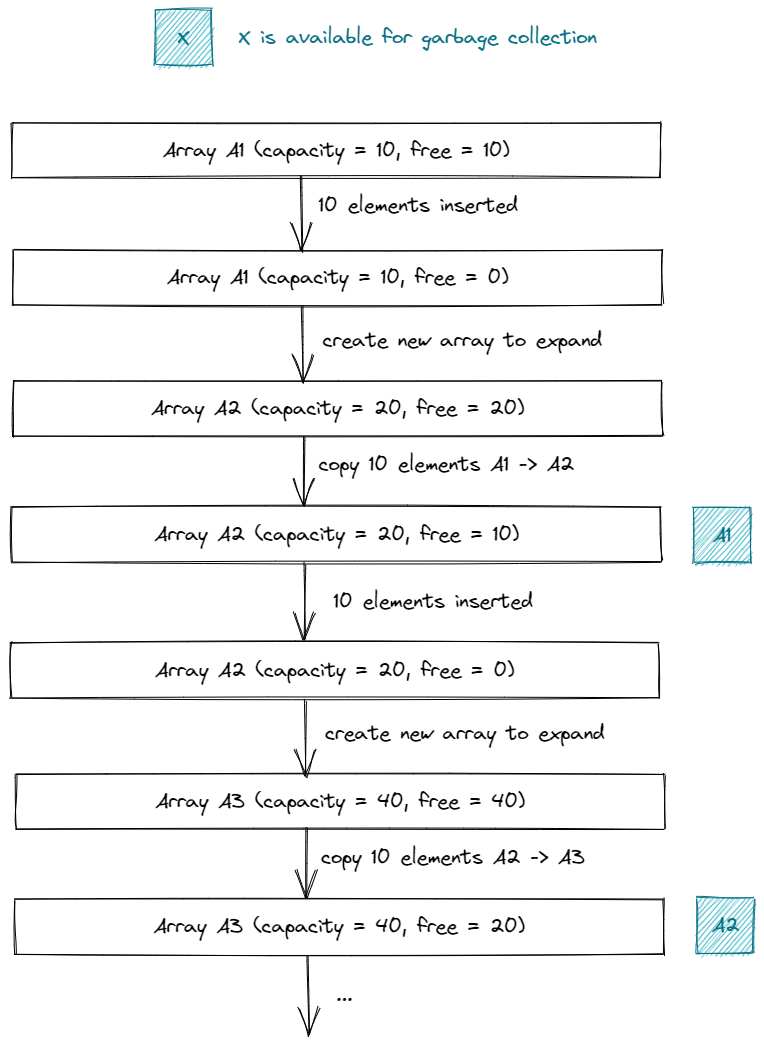 X X is available for garbage collection
Array A1 (capacity = 10, free = 10)
10 elements inserted
Array A1 (capacity = 10, free = 0)
create new array to expand
Array A2 (capacity = 20, free = 20)
copy 10 elements A1 -> A2
Array A2 (capacity = 20, free = 10) A1
10 elements inserted
Array A2 (capacity = 20, free = 0)
create new array to expand
Array A3 (capacity = 40, free = 40)
copy 10 elements A2 -> A3
Array A3 (capacity = 40, free = 20) A2
...